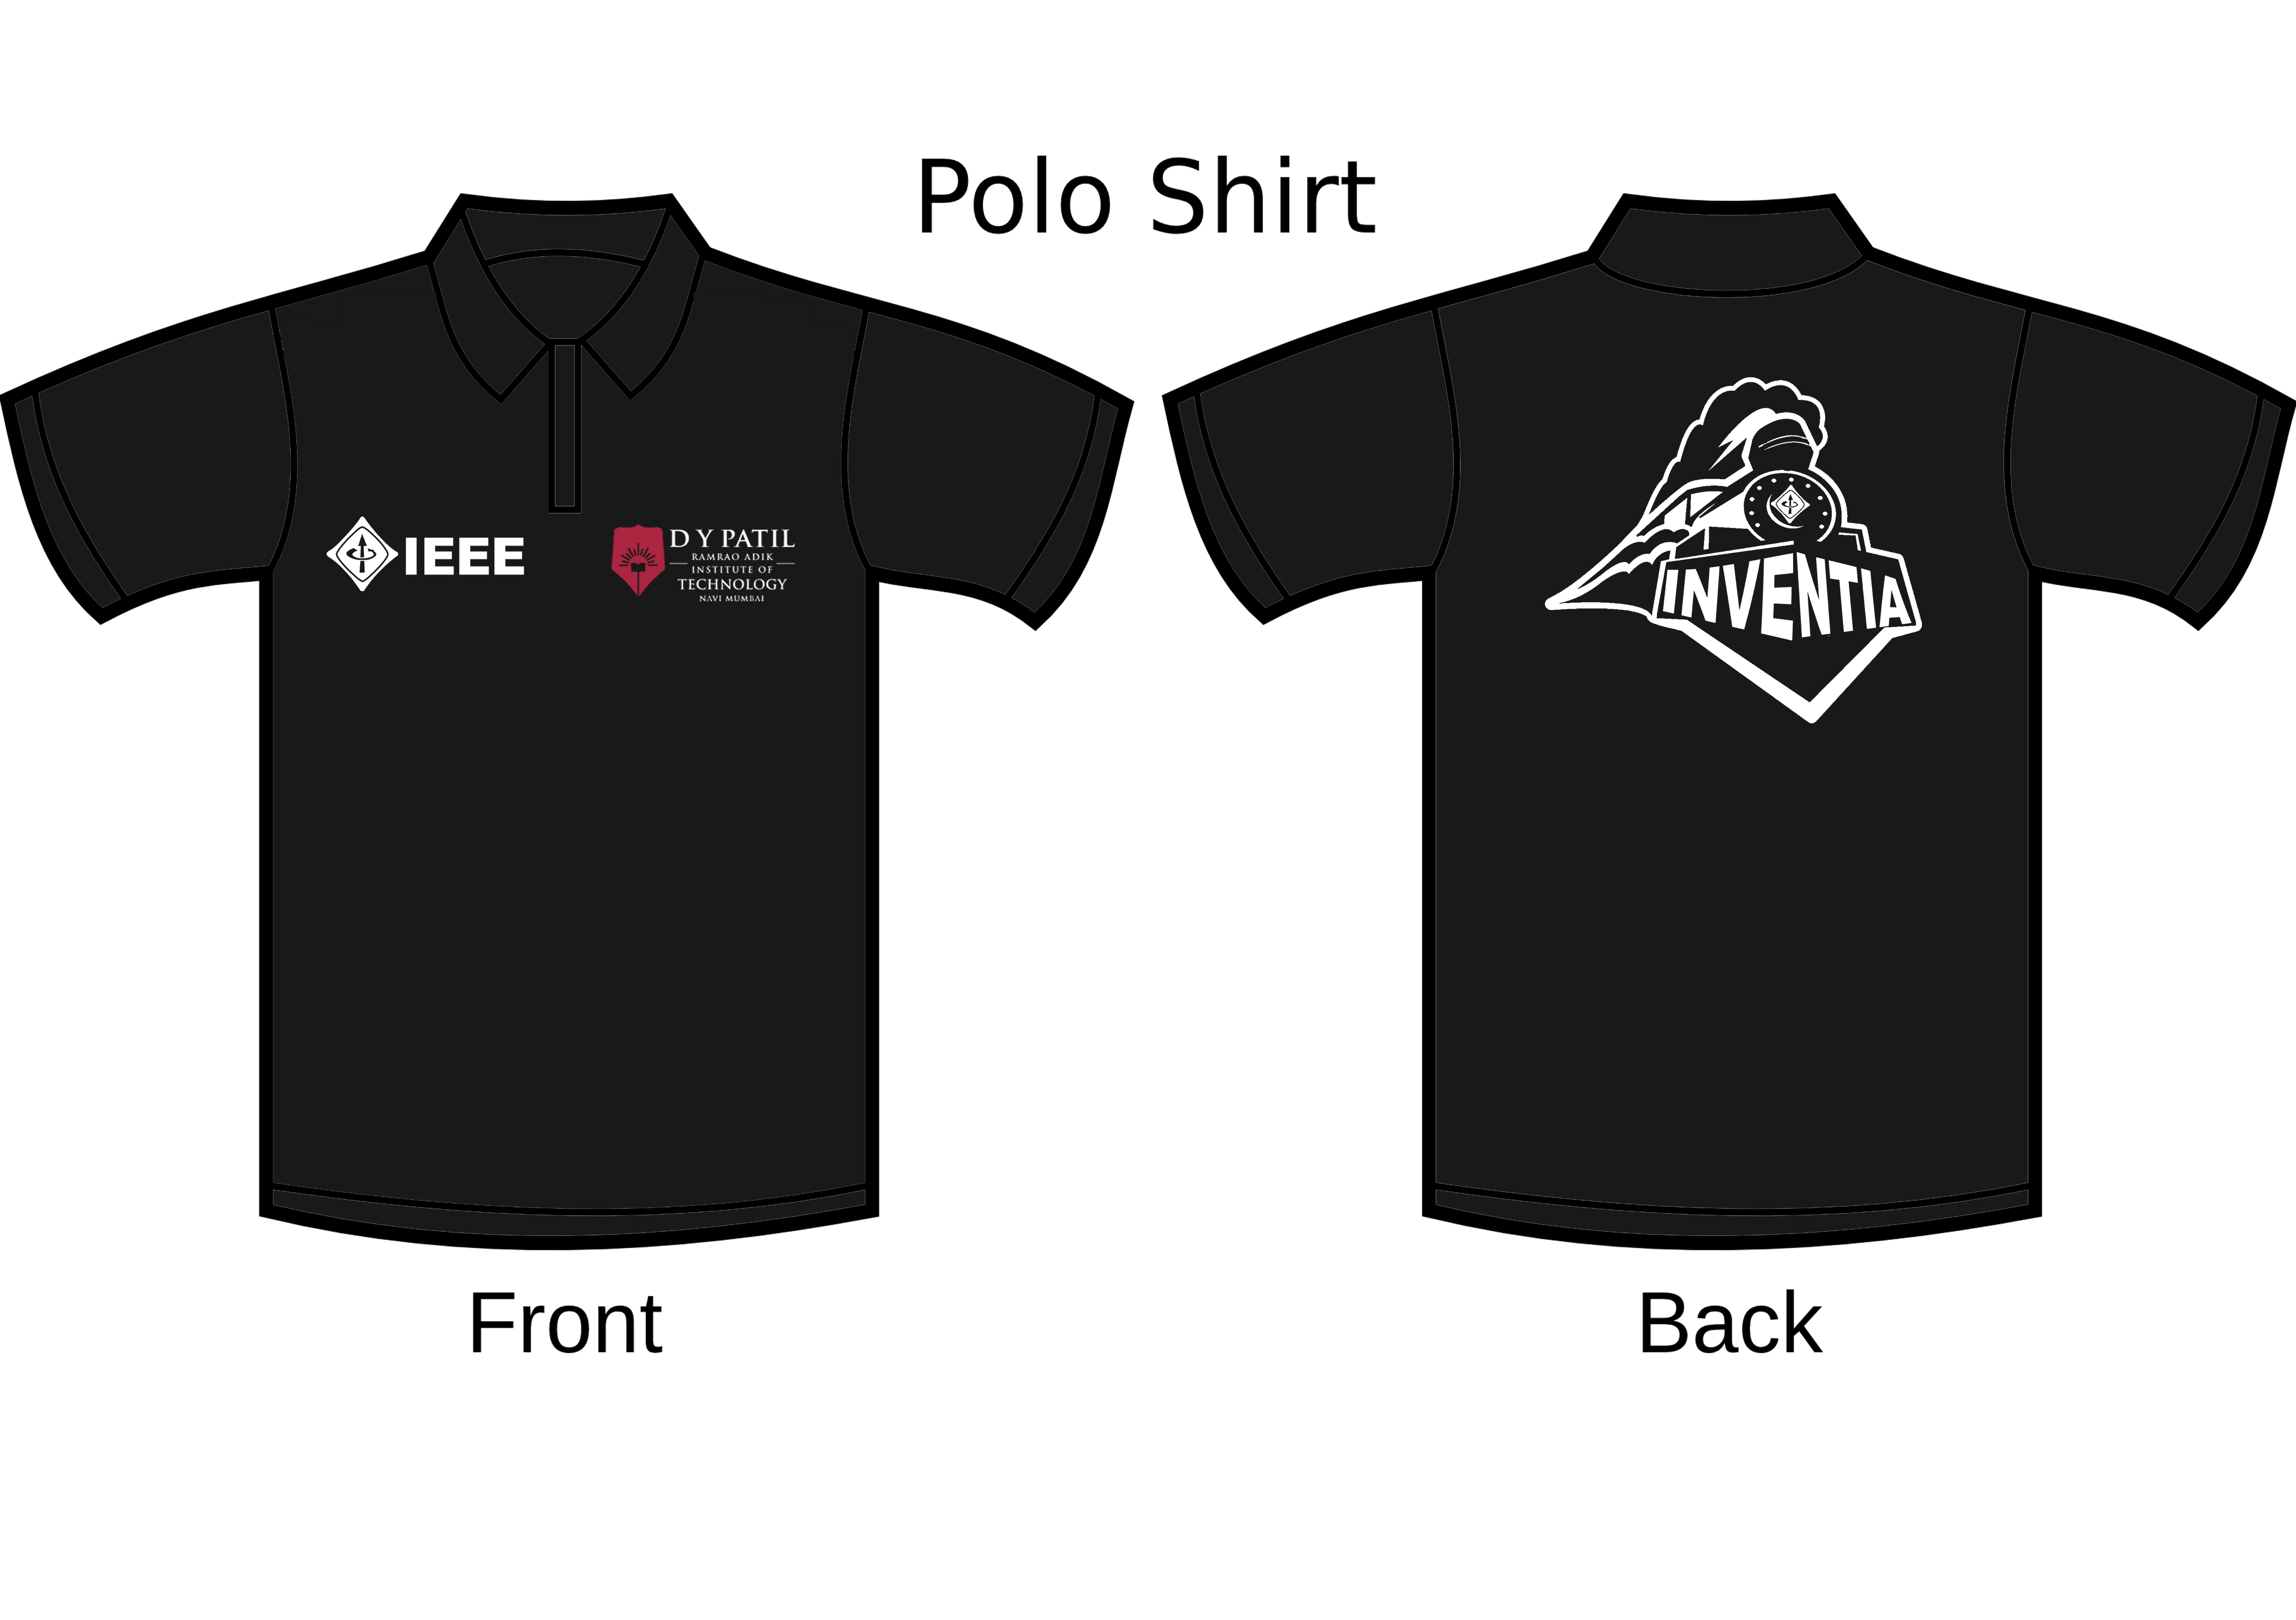 Polo Shirt
IEEE
D Y PATIL
RAMRAO ADIK
INSTITUTE OF
TECHNOLOGY
NAVI MUMBAI
INVENTIA
Front
Back